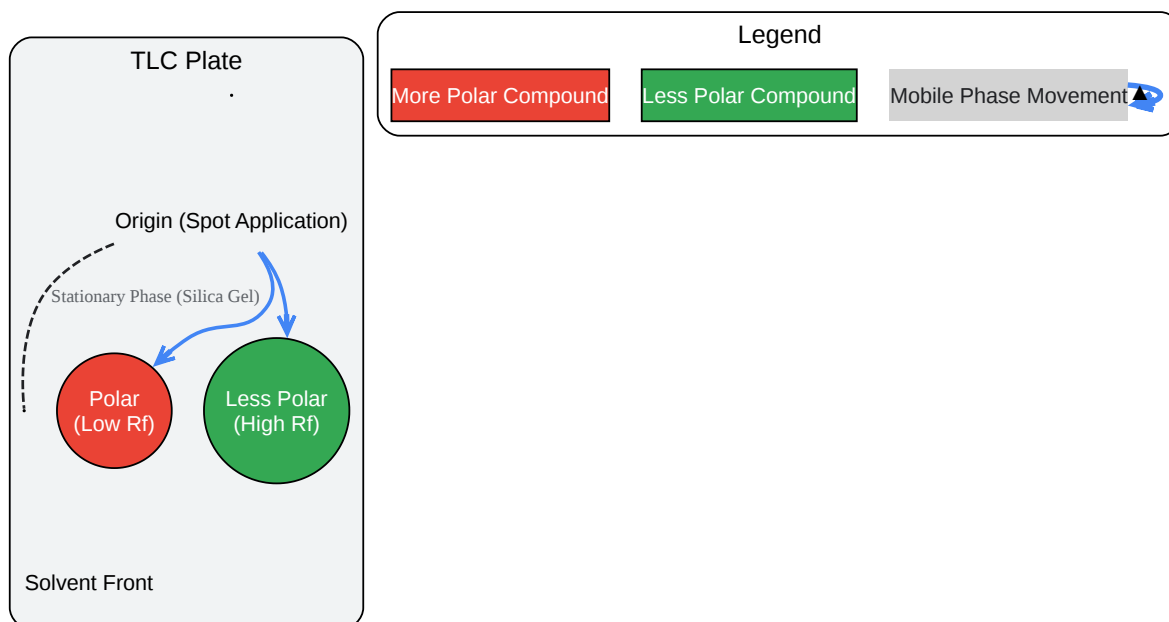 TLC Plate
Origin (Spot Application)
Stationary Phase (Silica Gel)
Polar
(Low Rf)
Less Polar
(High Rf)
Solvent Front
Legend
More Polar Compound
Less Polar Compound
Mobile Phase Movement